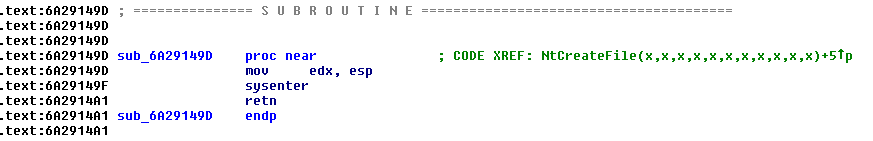 .text:6A29149D ; =============== S U B R O U T I N E =======================================
.text:6A29149D
.text:6A29149D
.text:6A29149D sub_6A29149D proc near ; CODE XREF: NtCreateFile(x,x,x,x,x,x,x,x,x,x,x)+5↑p
.text:6A29149D mov edx, esp
.text:6A29149F sysenter
.text:6A2914A1 retn
.text:6A2914A1 sub_6A29149D endp
.text:6A2914A1